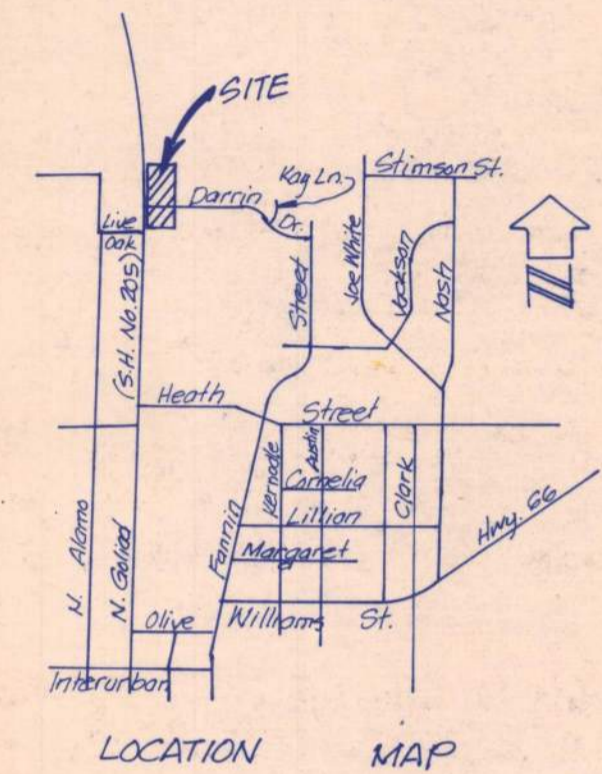 SITE
Kay Ln.
Stimson St.
Darrin
Dr.
Live
Oak
(S.H. No. 205)
Street
Joe White
Jackson
Nash
N
Heath
Street
Kernodle
Austin
Cornelia
Clark
Lillian
Hwy. 66
Fannin
Margaret
N. Alamo
N. Goliad
Olive
Williams St.
Interurban
LOCATION MAP